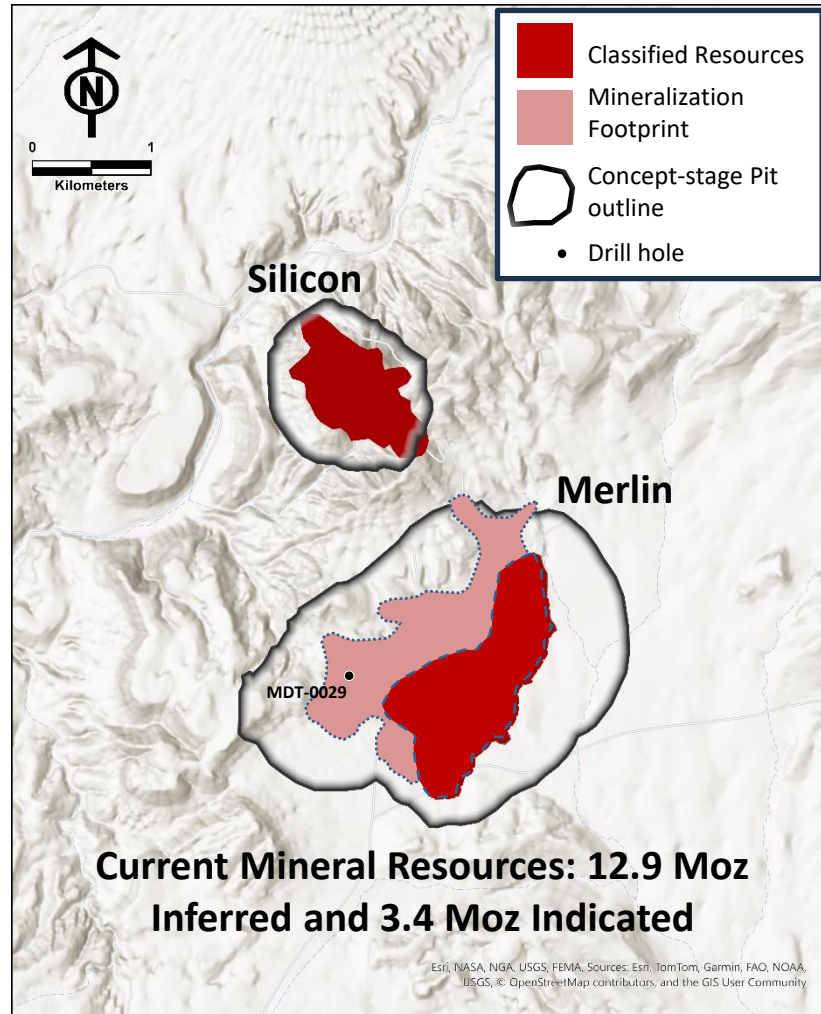 N
0 1
Kilometers
Classified Resources
Mineralization
Footprint
Concept-stage Pit
outline
Drill hole
Silicon
Merlin
MDT-0029
Current Mineral Resources: 12.9 Moz
Inferred and 3.4 Moz Indicated
Esri, NASA, NGA, USGS, FEMA, Sources: Esri, TomTom, Garmin, FAO, NOAA,
USGS, © OpenStreetMap contributors, and the GIS User Community